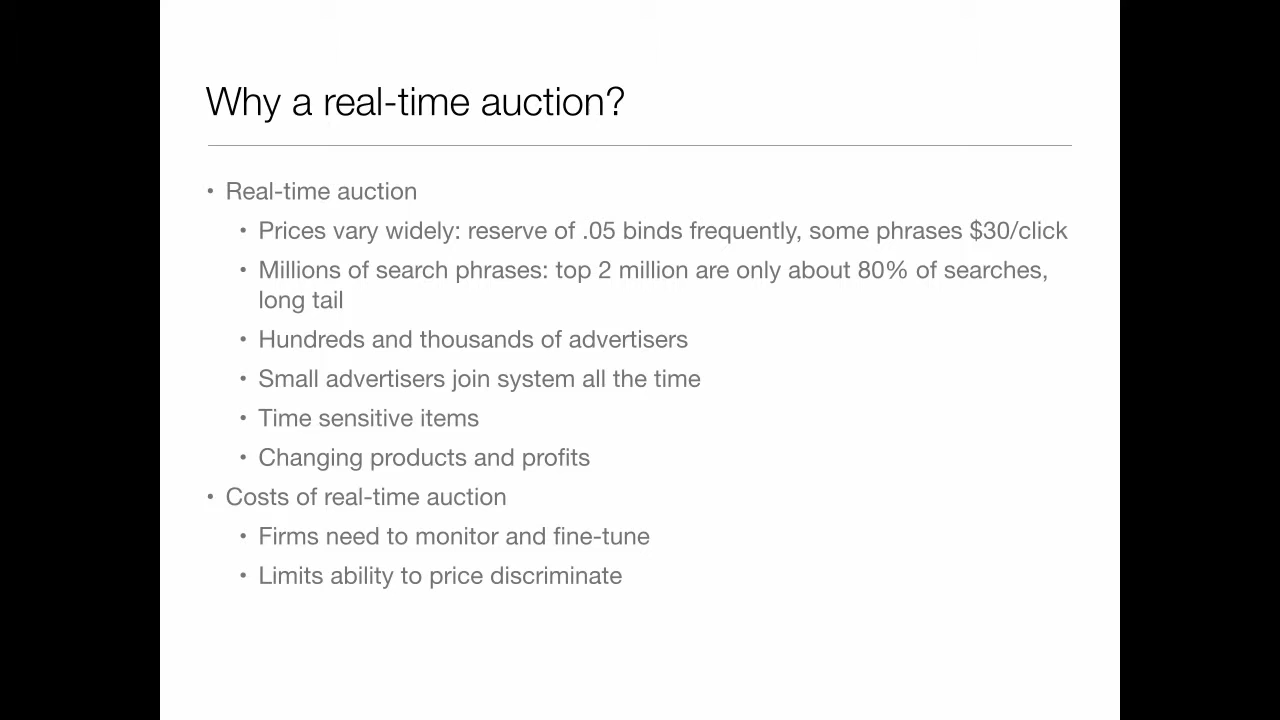 Why a real-time auction?
• Real-time auction
• Prices vary widely: reserve of .05 binds frequently, some phrases $30/click
• Millions of search phrases: top 2 million are only about 80% of searches,
long tail
• Hundreds and thousands of advertisers
• Small advertisers join system all the time
• Time sensitive items
• Changing products and profits
• Costs of real-time auction
• Firms need to monitor and fine-tune
• Limits ability to price discriminate